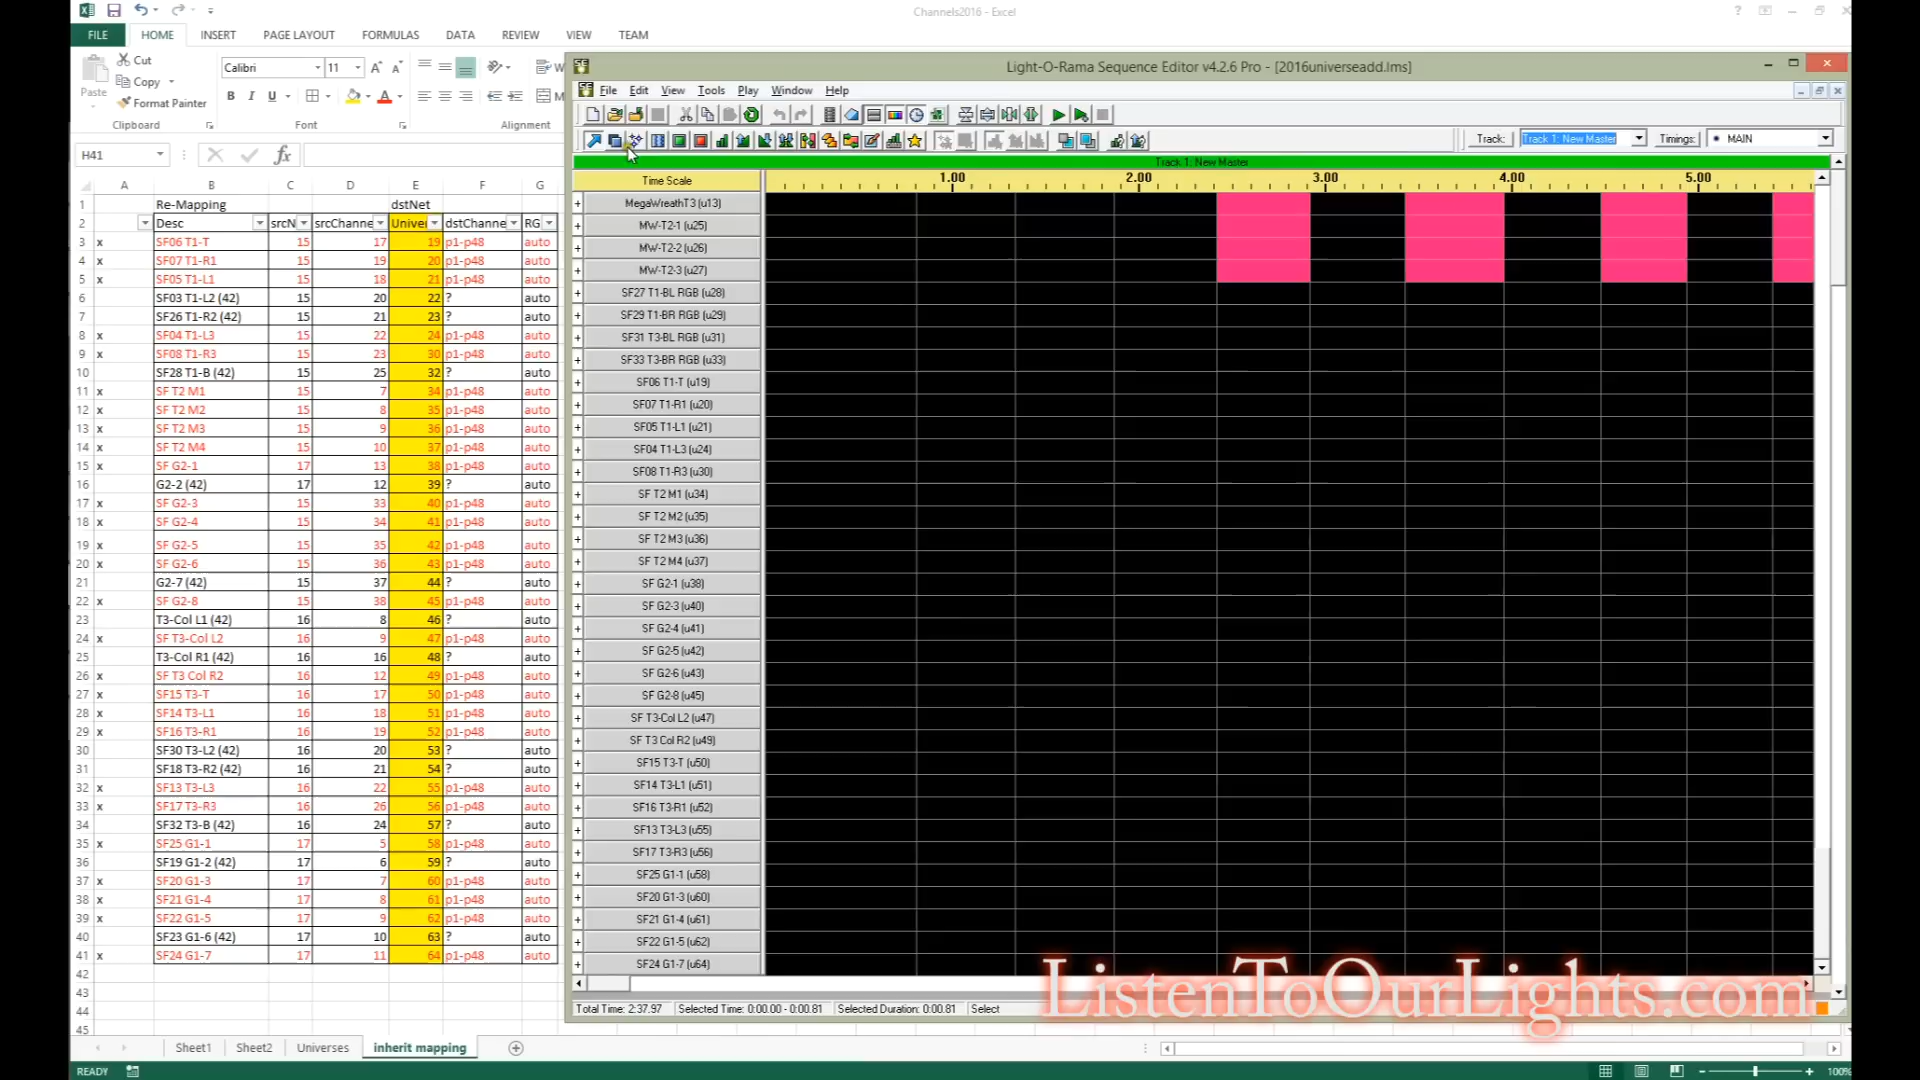 Channels2016 - Excel
FILE HOME INSERT PAGE LAYOUT FORMULAS DATA REVIEW VIEW TEAM
Cut
Copy
Format Painter
Paste
Calibri 11
B I U
Clipboard Font Alignment
H41
A B C D E F G
1 Re-Mapping dstNet
2 Desc srcN srcChanne Univer dstChanne RG
3 x SF06 T1-T 15 17 19 p1-p48 auto
4 x SF07 T1-R1 15 19 20 p1-p48 auto
5 x SF05 T1-L1 15 18 21 p1-p48 auto
6 SF03 T1-L2 (42) 15 20 22 ? auto
7 SF26 T1-R2 (42) 15 21 23 ? auto
8 x SF04 T1-L3 15 22 24 p1-p48 auto
9 x SF08 T1-R3 15 23 30 p1-p48 auto
10 SF28 T1-B (42) 15 25 32 ? auto
11 x SF T2 M1 15 7 34 p1-p48 auto
12 x SF T2 M2 15 8 35 p1-p48 auto
13 x SF T2 M3 15 9 36 p1-p48 auto
14 x SF T2 M4 15 10 37 p1-p48 auto
15 x SF G2-1 17 13 38 p1-p48 auto
16 G2-2 (42) 17 12 39 ? auto
17 x SF G2-3 15 33 40 p1-p48 auto
18 x SF G2-4 15 34 41 p1-p48 auto
19 x SF G2-5 15 35 42 p1-p48 auto
20 x SF G2-6 15 36 43 p1-p48 auto
21 G2-7 (42) 15 37 44 ? auto
22 x SF G2-8 15 38 45 p1-p48 auto
23 T3-Col L1 (42) 16 8 46 ? auto
24 x SF T3-Col L2 16 9 47 p1-p48 auto
25 T3-Col R1 (42) 16 16 48 ? auto
26 x SF T3 Col R2 16 12 49 p1-p48 auto
27 x SF15 T3-T 16 17 50 p1-p48 auto
28 x SF14 T3-L1 16 18 51 p1-p48 auto
29 x SF16 T3-R1 16 19 52 p1-p48 auto
30 SF30 T3-L2 (42) 16 20 53 ? auto
31 SF18 T3-R2 (42) 16 21 54 ? auto
32 x SF13 T3-L3 16 22 55 p1-p48 auto
33 x SF17 T3-R3 16 26 56 p1-p48 auto
34 SF32 T3-B (42) 16 24 57 ? auto
35 x SF25 G1-1 17 5 58 p1-p48 auto
36 SF19 G1-2 (42) 17 6 59 ? auto
37 x SF20 G1-3 17 7 60 p1-p48 auto
38 x SF21 G1-4 17 8 61 p1-p48 auto
39 x SF22 G1-5 17 9 62 p1-p48 auto
40 SF23 G1-6 (42) 17 10 63 ? auto
41 x SF24 G1-7 17 11 64 p1-p48 auto
42
43
44
45
Sheet1 Sheet2 Universes inherit mapping
READY
100%
Light-O-Rama Sequence Editor v4.2.6 Pro - [2016universeadd.lms]
File Edit View Tools Play Window Help
Track: Track 1: New Master Timings: MAIN
Track 1: New Master
Time Scale 1.00 2.00 3.00 4.00 5.00
MegaWreathT3 (u13)
MW-T2-1 (u25)
MW-T2-2 (u26)
MW-T2-3 (u27)
SF27 T1-BL RGB (u28)
SF29 T1-BR RGB (u29)
SF31 T3-BL RGB (u31)
SF33 T3-BR RGB (u33)
SF06 T1-T (u19)
SF07 T1-R1 (u20)
SF05 T1-L1 (u21)
SF04 T1-L3 (u24)
SF08 T1-R3 (u30)
SF T2 M1 (u34)
SF T2 M2 (u35)
SF T2 M3 (u36)
SF T2 M4 (u37)
SF G2-1 (u38)
SF G2-3 (u40)
SF G2-4 (u41)
SF G2-5 (u42)
SF G2-6 (u43)
SF G2-8 (u45)
SF T3-Col L2 (u47)
SF T3 Col R2 (u49)
SF15 T3-T (u50)
SF14 T3-L1 (u51)
SF16 T3-R1 (u52)
SF13 T3-L3 (u55)
SF17 T3-R3 (u56)
SF25 G1-1 (u58)
SF20 G1-3 (u60)
SF21 G1-4 (u61)
SF22 G1-5 (u62)
SF24 G1-7 (u64)
Total Time: 2:37.97 Selected Time: 0:00.00 - 0:00.81 Selected Duration: 0:00.81 Select
ListenToOurLights.com